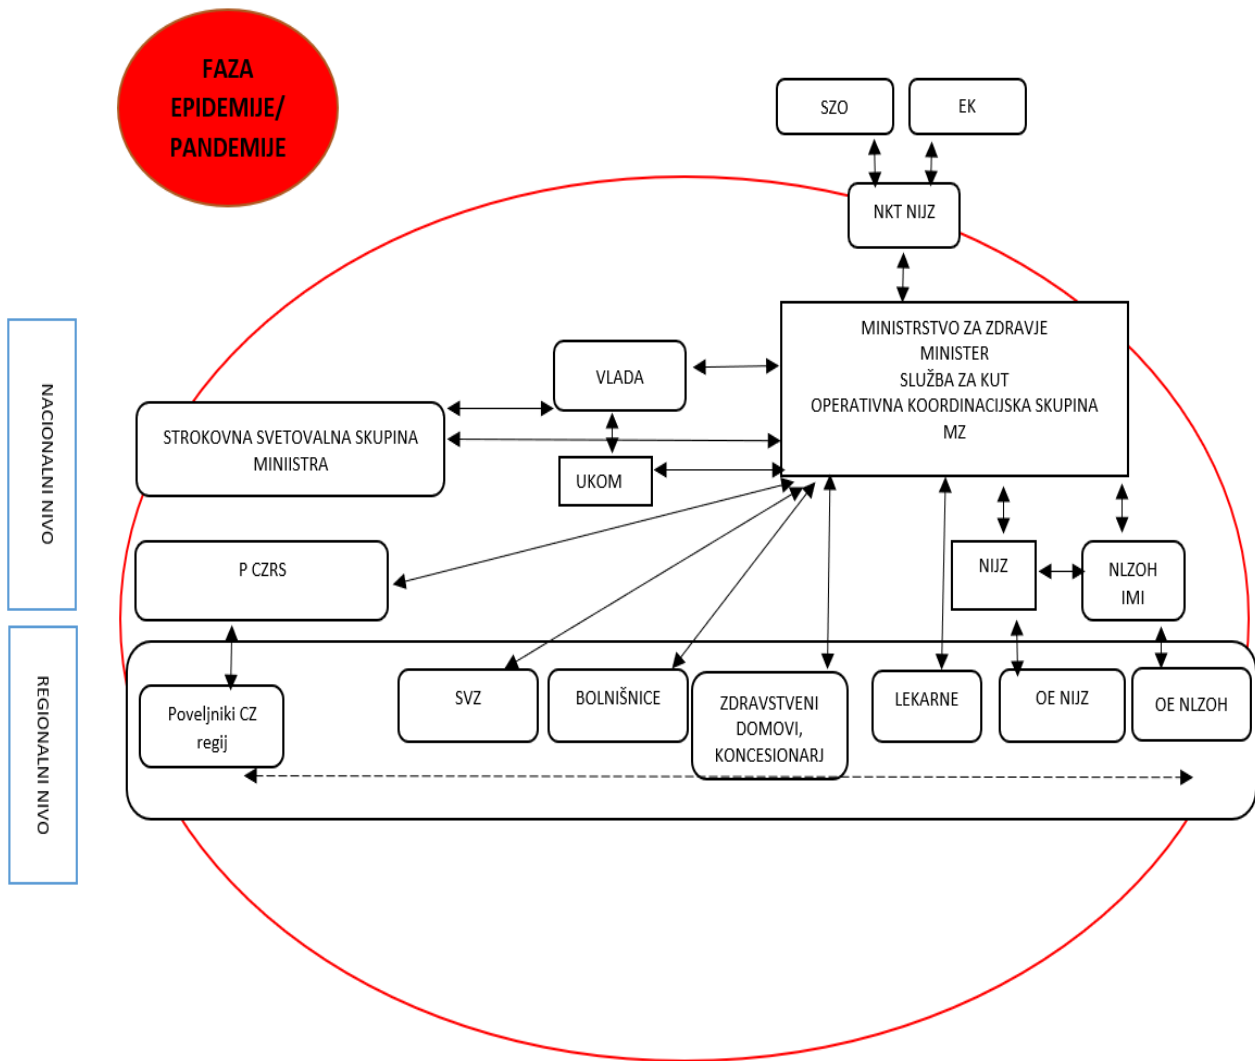 FAZA
EPIDEMIJE/
PANDEMIJE
SZO
EK
NKT NIJZ
MINISTRSTVO ZA ZDRAVJE
MINISTER
SLUŽBA ZA KUT
OPERATIVNA KOORDINACIJSKA SKUPINA
MZ
VLADA
STROKOVNA SVETOVALNA SKUPINA
MINIISTRA
UKOM
NACIONALNI NIVO
P CZRS
NIJZ
NLZOH
IMI
REGIONALNI NIVO
Poveljniki CZ
regij
SVZ
BOLNIŠNICE
ZDRAVSTVENI
DOMOVI,
KONCESIONARJ
LEKARNE
OE NIJZ
OE NLZOH